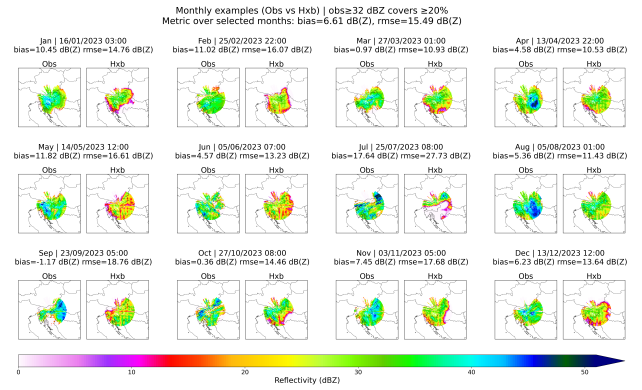 Monthly examples (Obs vs Hxb) | obs≥32 dBZ covers ≥20%
Metric over selected months: bias=6.61 dB(Z), rmse=15.49 dB(Z)
Jan | 16/01/2023 03:00
bias=10.45 dB(Z) rmse=14.76 dB(Z)
Obs Hxb
Feb | 25/02/2023 22:00
bias=11.02 dB(Z) rmse=16.07 dB(Z)
Obs Hxb
Mar | 27/03/2023 01:00
bias=0.97 dB(Z) rmse=10.93 dB(Z)
Obs Hxb
Apr | 13/04/2023 22:00
bias=4.58 dB(Z) rmse=10.53 dB(Z)
Obs Hxb
May | 14/05/2023 12:00
bias=11.82 dB(Z) rmse=16.61 dB(Z)
Obs Hxb
Jun | 05/06/2023 07:00
bias=4.57 dB(Z) rmse=13.23 dB(Z)
Obs Hxb
Jul | 25/07/2023 08:00
bias=17.64 dB(Z) rmse=27.73 dB(Z)
Obs Hxb
Aug | 05/08/2023 01:00
bias=5.36 dB(Z) rmse=11.43 dB(Z)
Obs Hxb
Sep | 23/09/2023 05:00
bias=-1.17 dB(Z) rmse=18.76 dB(Z)
Obs Hxb
Oct | 27/10/2023 08:00
bias=0.36 dB(Z) rmse=14.46 dB(Z)
Obs Hxb
Nov | 03/11/2023 05:00
bias=7.45 dB(Z) rmse=17.68 dB(Z)
Obs Hxb
Dec | 13/12/2023 12:00
bias=6.23 dB(Z) rmse=13.64 dB(Z)
Obs Hxb
0 10 20 30 40 50
Reflectivity (dBZ)